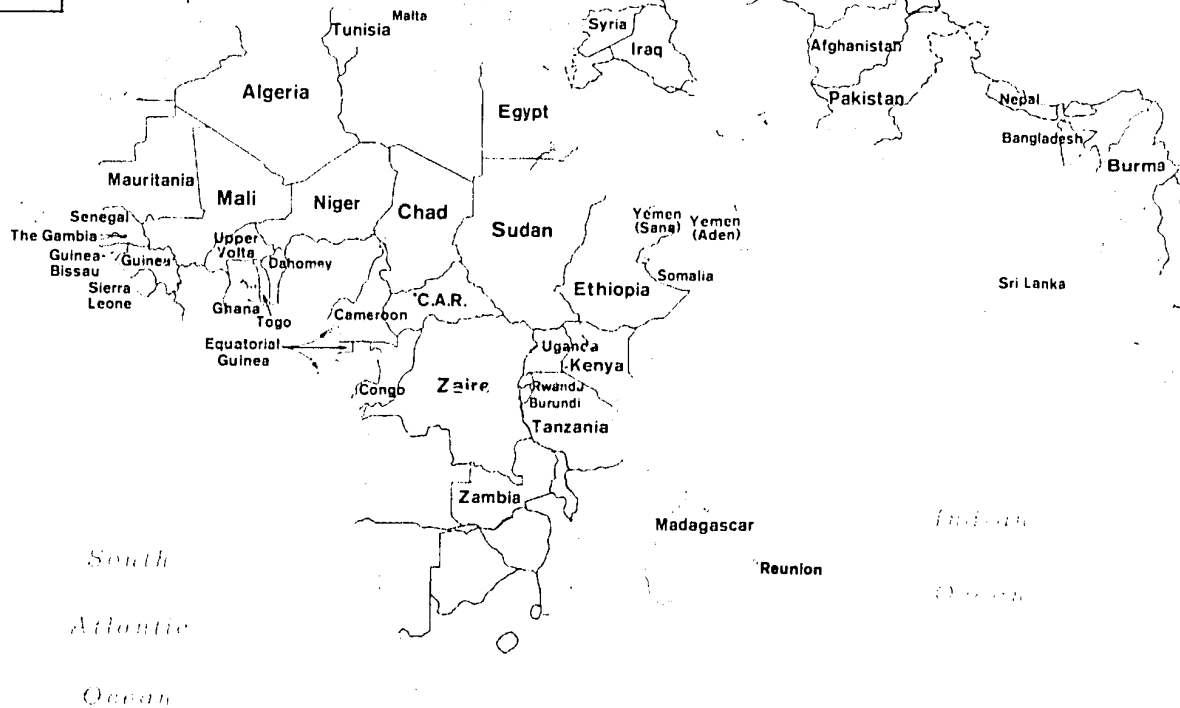 Malta
Tunisia
Syria
Iraq
Afghanistan
Algeria
Egypt
Pakistan
Nepal
Bangladesh
Burma
Mauritania
Mali
Niger
Chad
Sudan
Yemen
(Sana)
Yemen
(Aden)
Senegal
The Gambia
Guinea-
Bissau
Guinea
Upper
Volta
Dahomey
Sierra
Leone
Ghana
Togo
Cameroon
C.A.R.
Ethiopia
Somalia
Sri Lanka
Equatorial
Guinea
Uganda
Kenya
Congo
Zaire
Rwanda
Burundi
Tanzania
Zambia
Madagascar
Reunion
Indian
Ocean
South
Atlantic
Ocean